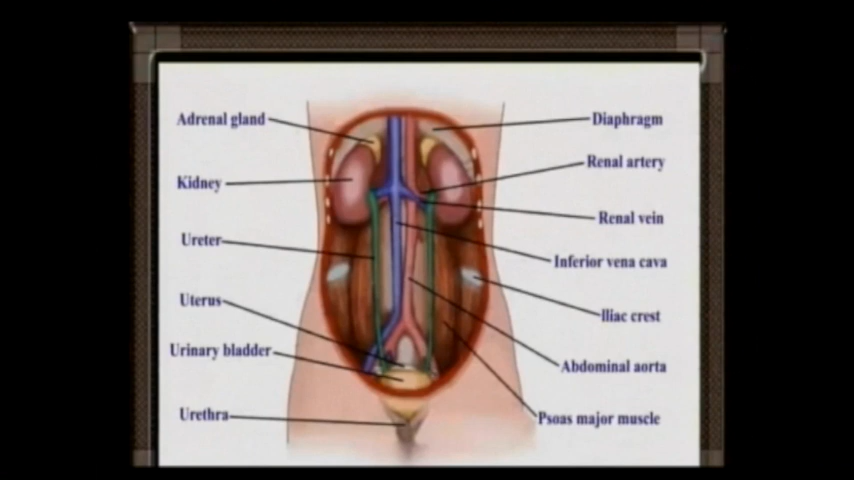 Adrenal gland
Kidney
Ureter
Uterus
Urinary bladder
Urethra
Diaphragm
Renal artery
Renal vein
Inferior vena cava
Iliac crest
Abdominal aorta
Psoas major muscle